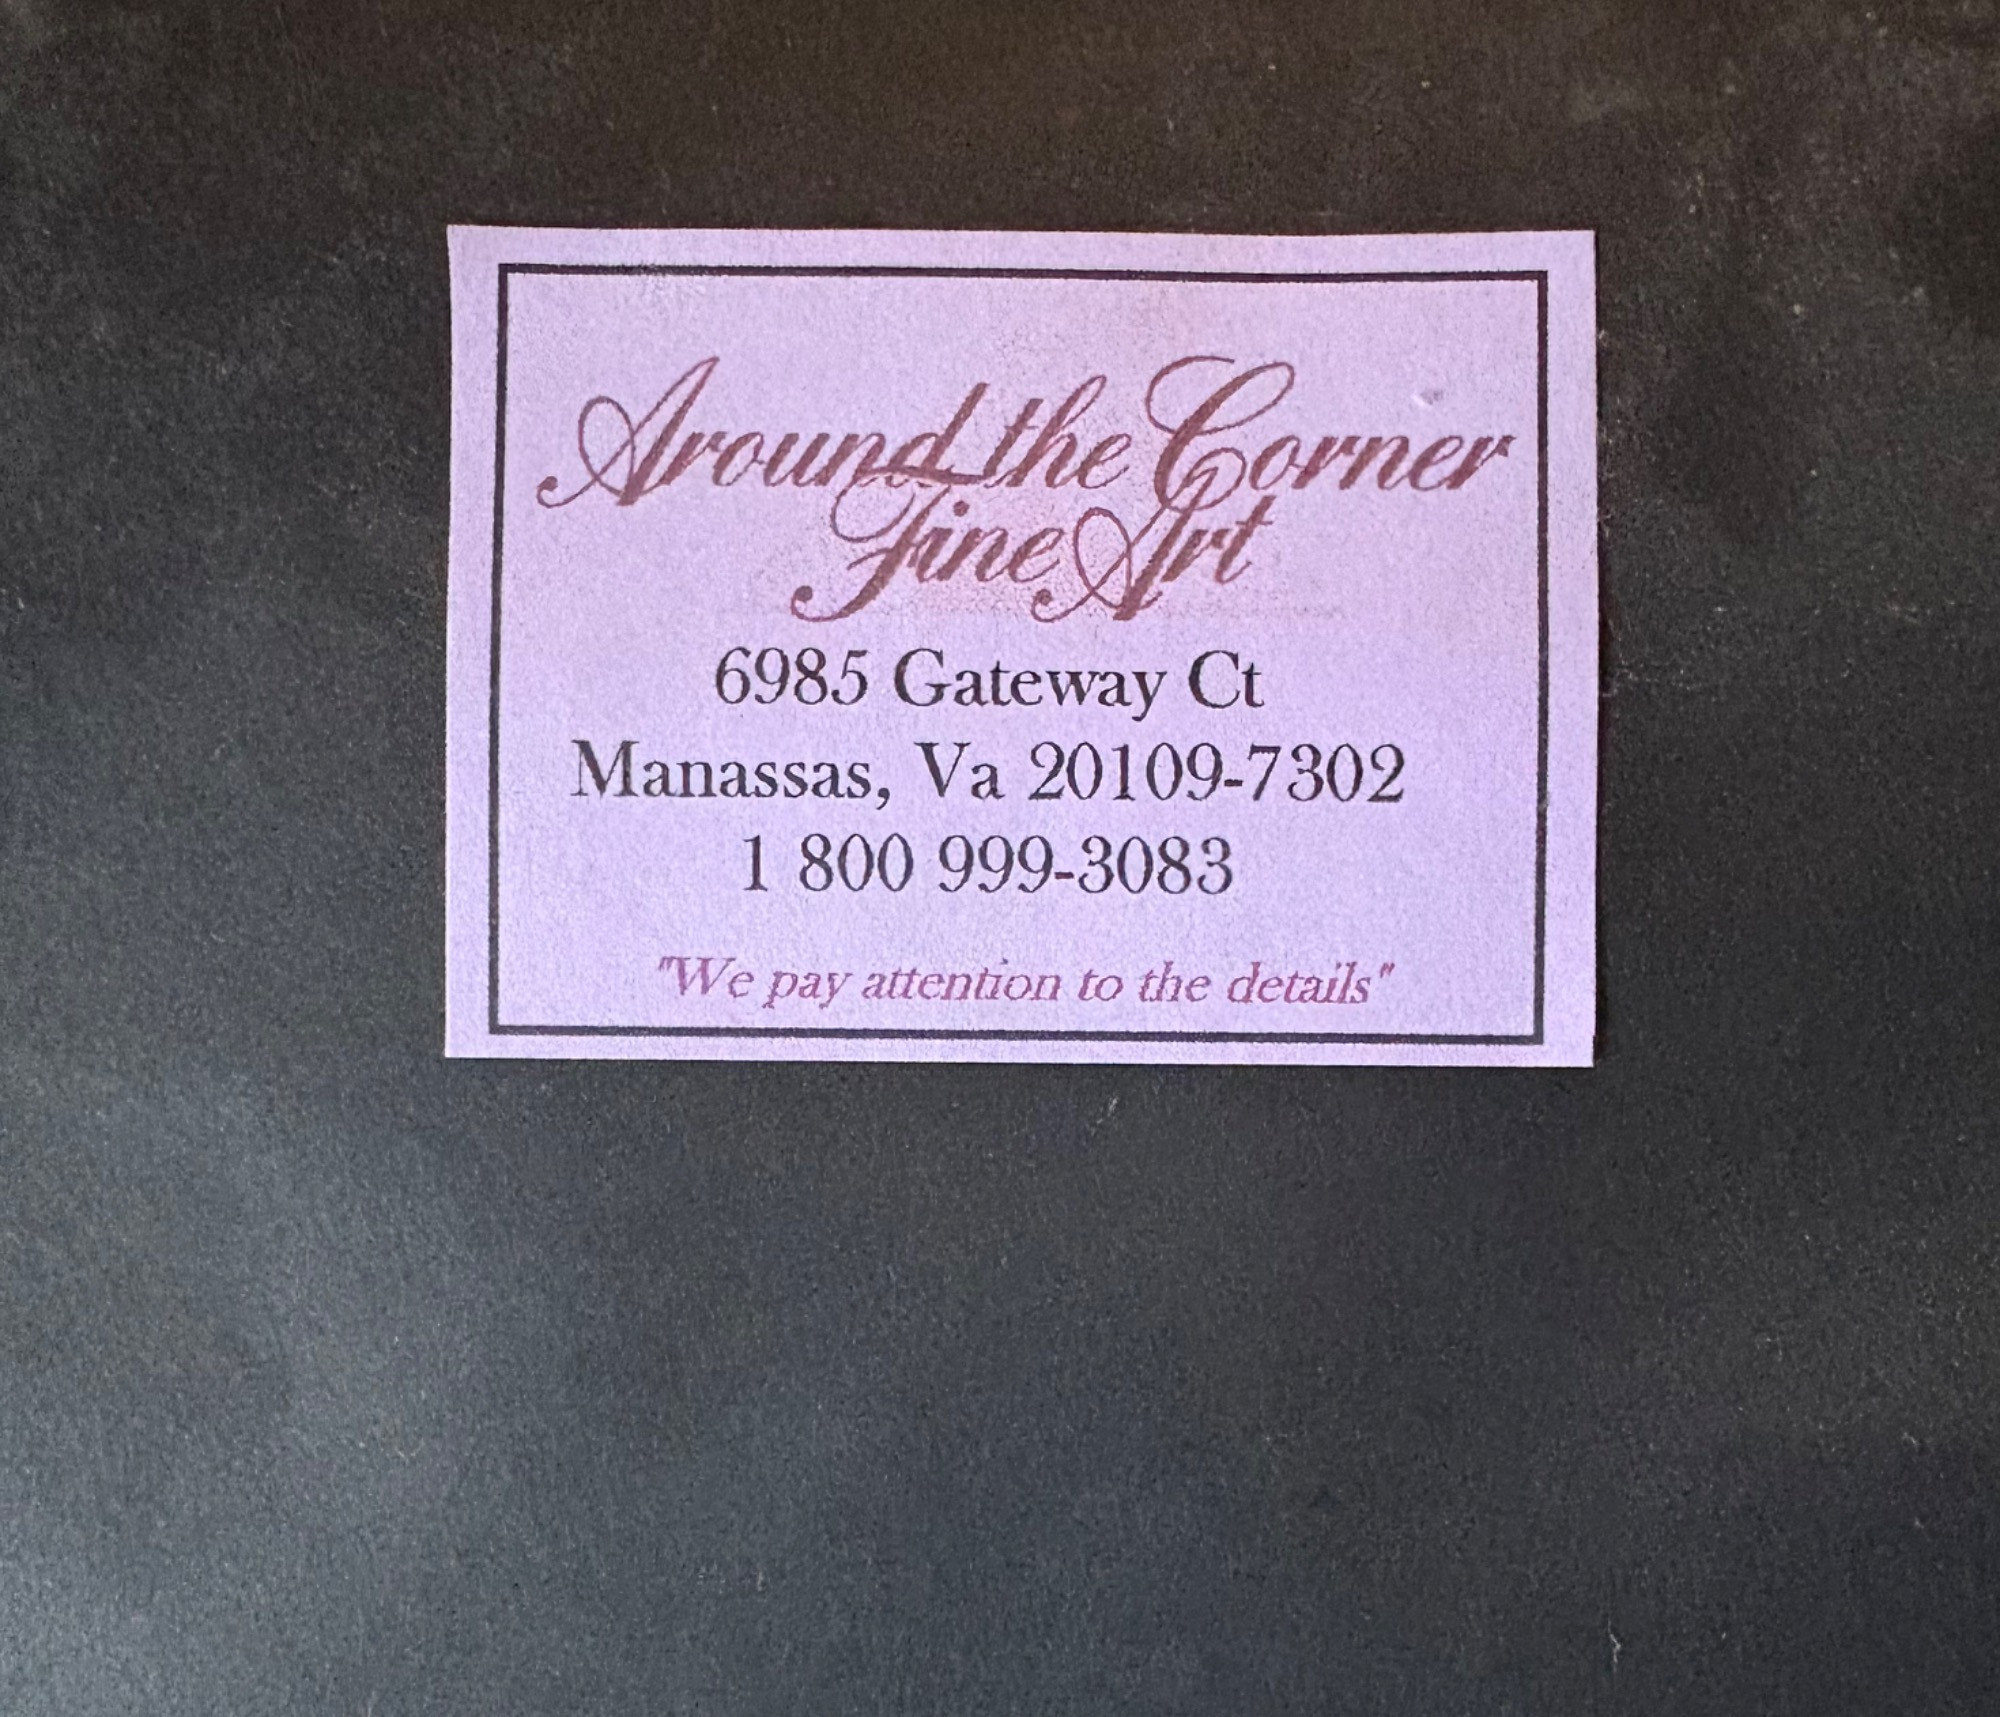 Around the Corner
Fine Art
6985 Gateway Ct
Manassas, Va 20109-7302
1 800 999-3083
"We pay attention to the details"